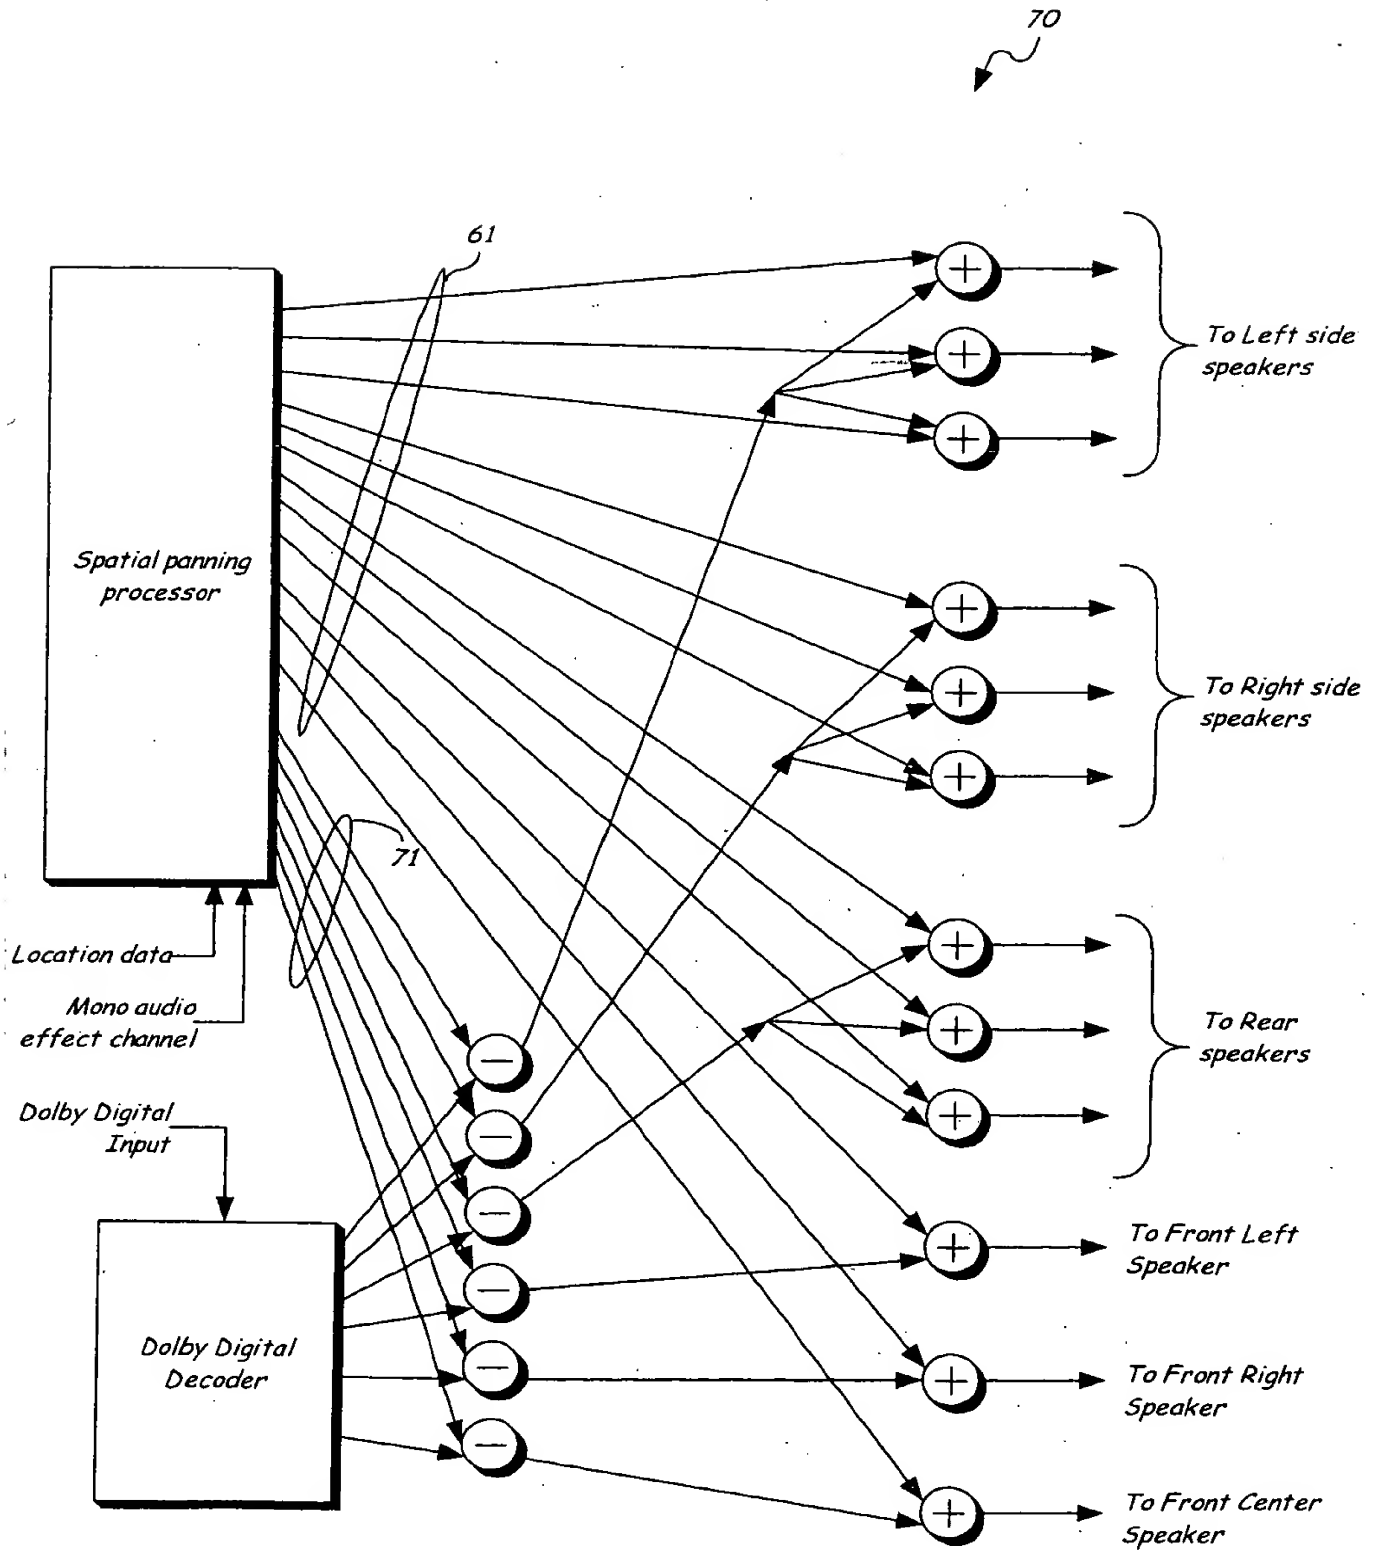 70
61
To Left side
speakers
Spatial panning
processor
To Right side
speakers
71
Location data
Mono audio
effect channel
To Rear
speakers
Dolby Digital
Input
To Front Left
Speaker
Dolby Digital
Decoder
To Front Right
Speaker
To Front Center
Speaker